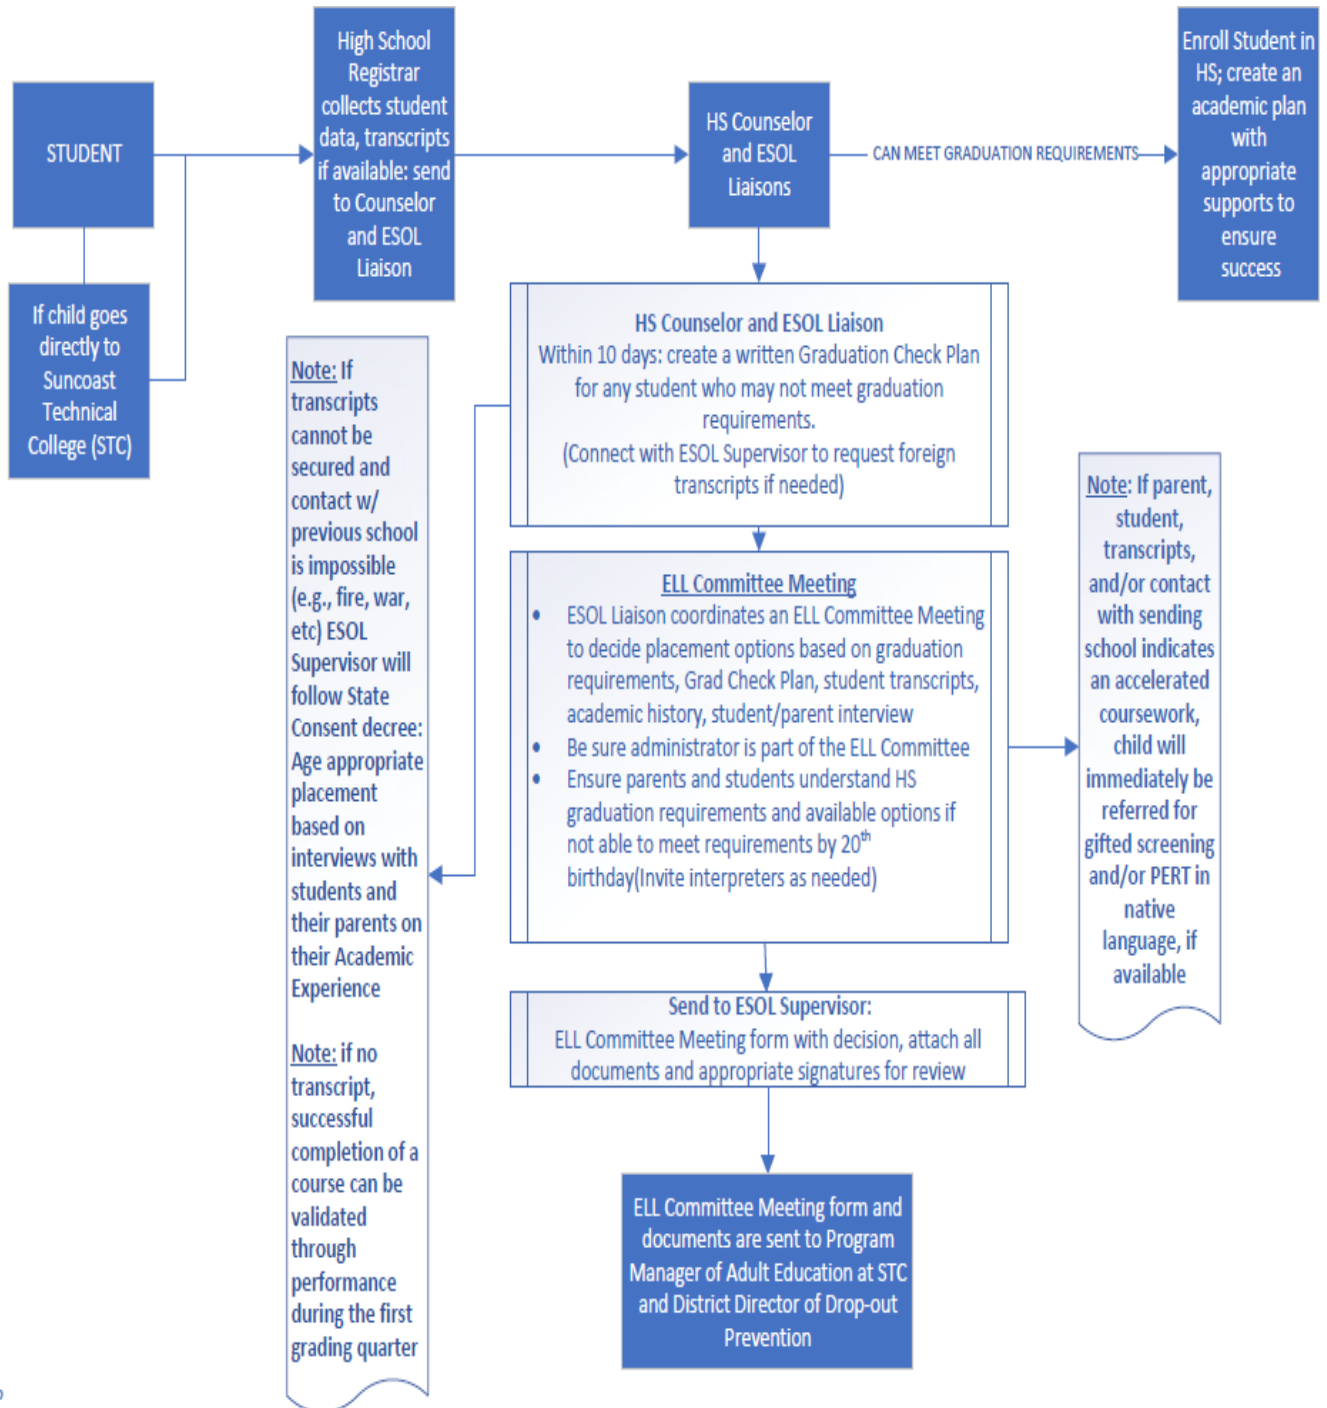 STUDENT
If child goes
directly to
Suncoast
Technical
College (STC)
High School
Registrar
collects student
data, transcripts
if available: send
to Counselor
and ESOL
Liaison
HS Counselor
and ESOL
Liaisons
CAN MEET GRADUATION REQUIREMENTS
Enroll Student in
HS; create an
academic plan
with
appropriate
supports to
ensure
success
HS Counselor and ESOL Liaison
Within 10 days: create a written Graduation Check Plan
for any student who may not meet graduation
requirements.
(Connect with ESOL Supervisor to request foreign
transcripts if needed)
Note: If
transcripts
cannot be
secured and
contact w/
previous school
is impossible
(e.g., fire, war,
etc) ESOL
Supervisor will
follow State
Consent decree:
Age appropriate
placement
based on
interviews with
students and
their parents on
their Academic
Experience
Note: if no
transcript,
successful
completion of a
course can be
validated
through
performance
during the first
grading quarter
ELL Committee Meeting
• ESOL Liaison coordinates an ELL Committee Meeting
to decide placement options based on graduation
requirements, Grad Check Plan, student transcripts,
academic history, student/parent interview
• Be sure administrator is part of the ELL Committee
• Ensure parents and students understand HS
graduation requirements and available options if
not able to meet requirements by 20th
birthday(Invite interpreters as needed)
Note: If parent,
student,
transcripts,
and/or contact
with sending
school indicates
an accelerated
coursework,
child will
immediately be
referred for
gifted screening
and/or PERT in
native
language, if
available
Send to ESOL Supervisor:
ELL Committee Meeting form with decision, attach all
documents and appropriate signatures for review
ELL Committee Meeting form and
documents are sent to Program
Manager of Adult Education at STC
and District Director of Drop-out
Prevention